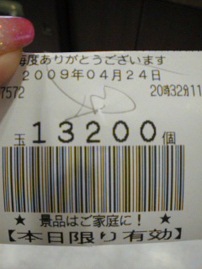 毎度ありがとうございます
2009年04月24日
7572 20時32分11
玉 13200 個
★ 景品はご家庭に! ★
【本日限り有効】